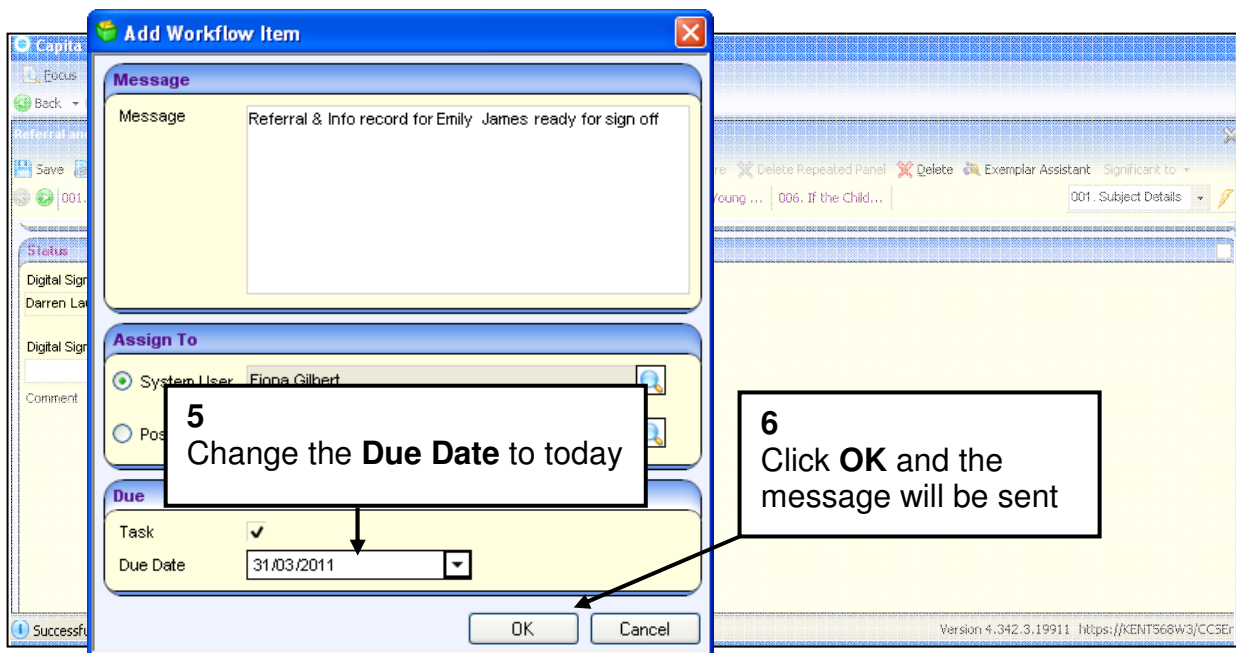 Add Workflow Item
Capita
Focus
Back
Referral and
Save
001.
re Delete Repeated Panel Delete Exemplar Assistant Significant to
Young ... 006. If the Child... 001. Subject Details
Status
Digital Sign
Darren Lau
Digital Sign
Comment
Message
Message Referral & Info record for Emily James ready for sign off
Assign To
System User Fiona Gilbert
Pos
5
Change the Due Date to today
6
Click OK and the
message will be sent
Due
Task
Due Date 31/03/2011
OK Cancel
Successfu
Version 4.342.3.19911 https://KENT568W3/CCSEr